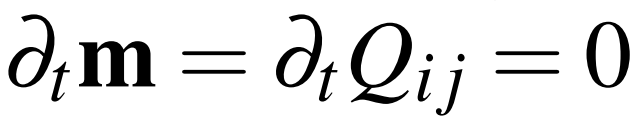 ∂ₜ𝐦 = ∂ₜQᵢⱼ = 0